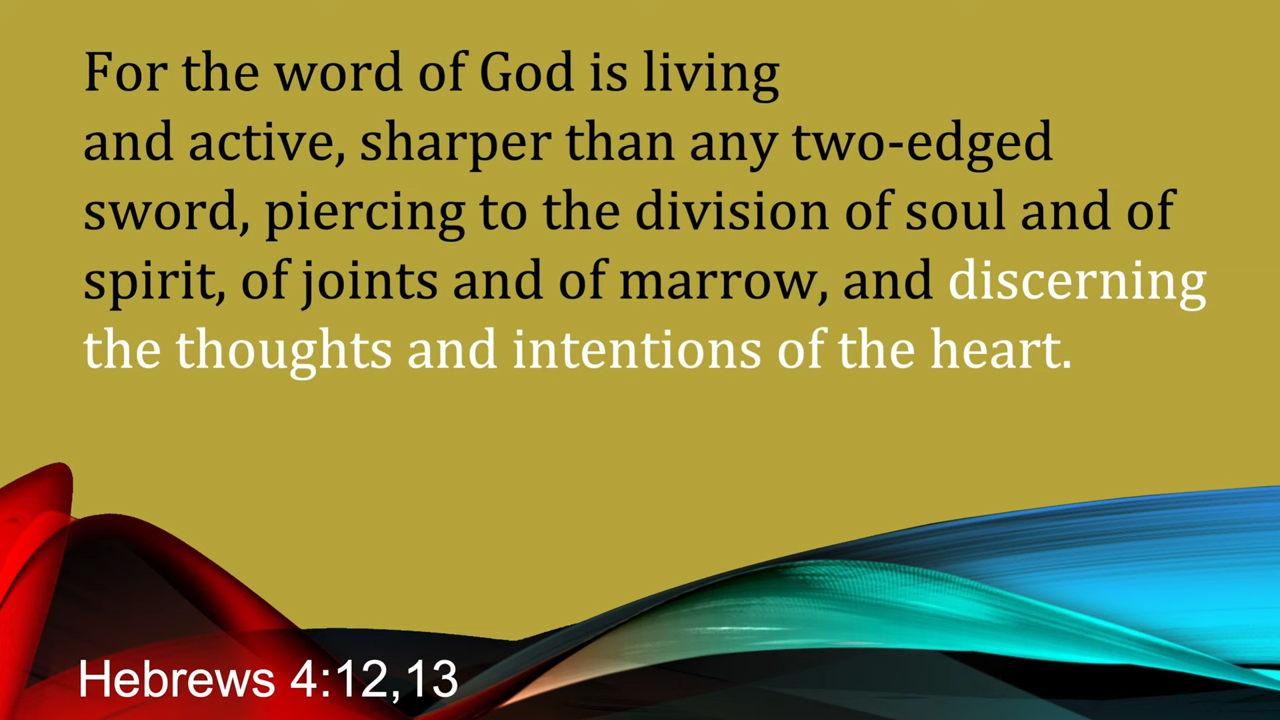 For the word of God is living
and active, sharper than any two-edged
sword, piercing to the division of soul and of
spirit, of joints and of marrow, and discerning
the thoughts and intentions of the heart.
Hebrews 4:12,13